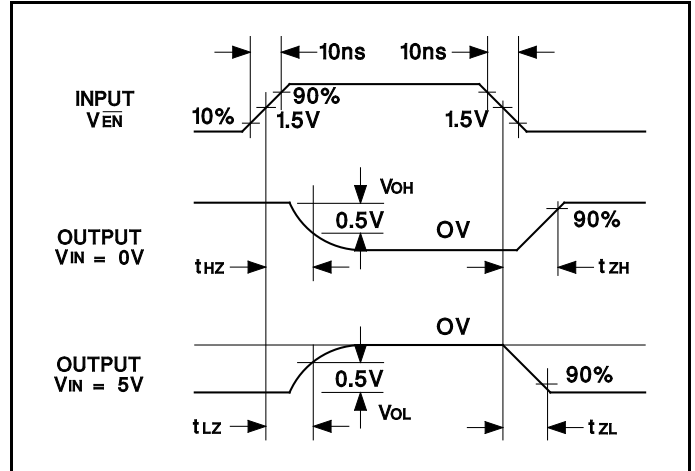 10ns 10ns
INPUT
VEN
10% 90% 1.5V 1.5V
VOH
0.5V
OV
90%
OUTPUT
VIN = 0V
tHZ tZH
OV
OUTPUT
VIN = 5V
0.5V
90%
VOL
tLZ tZL